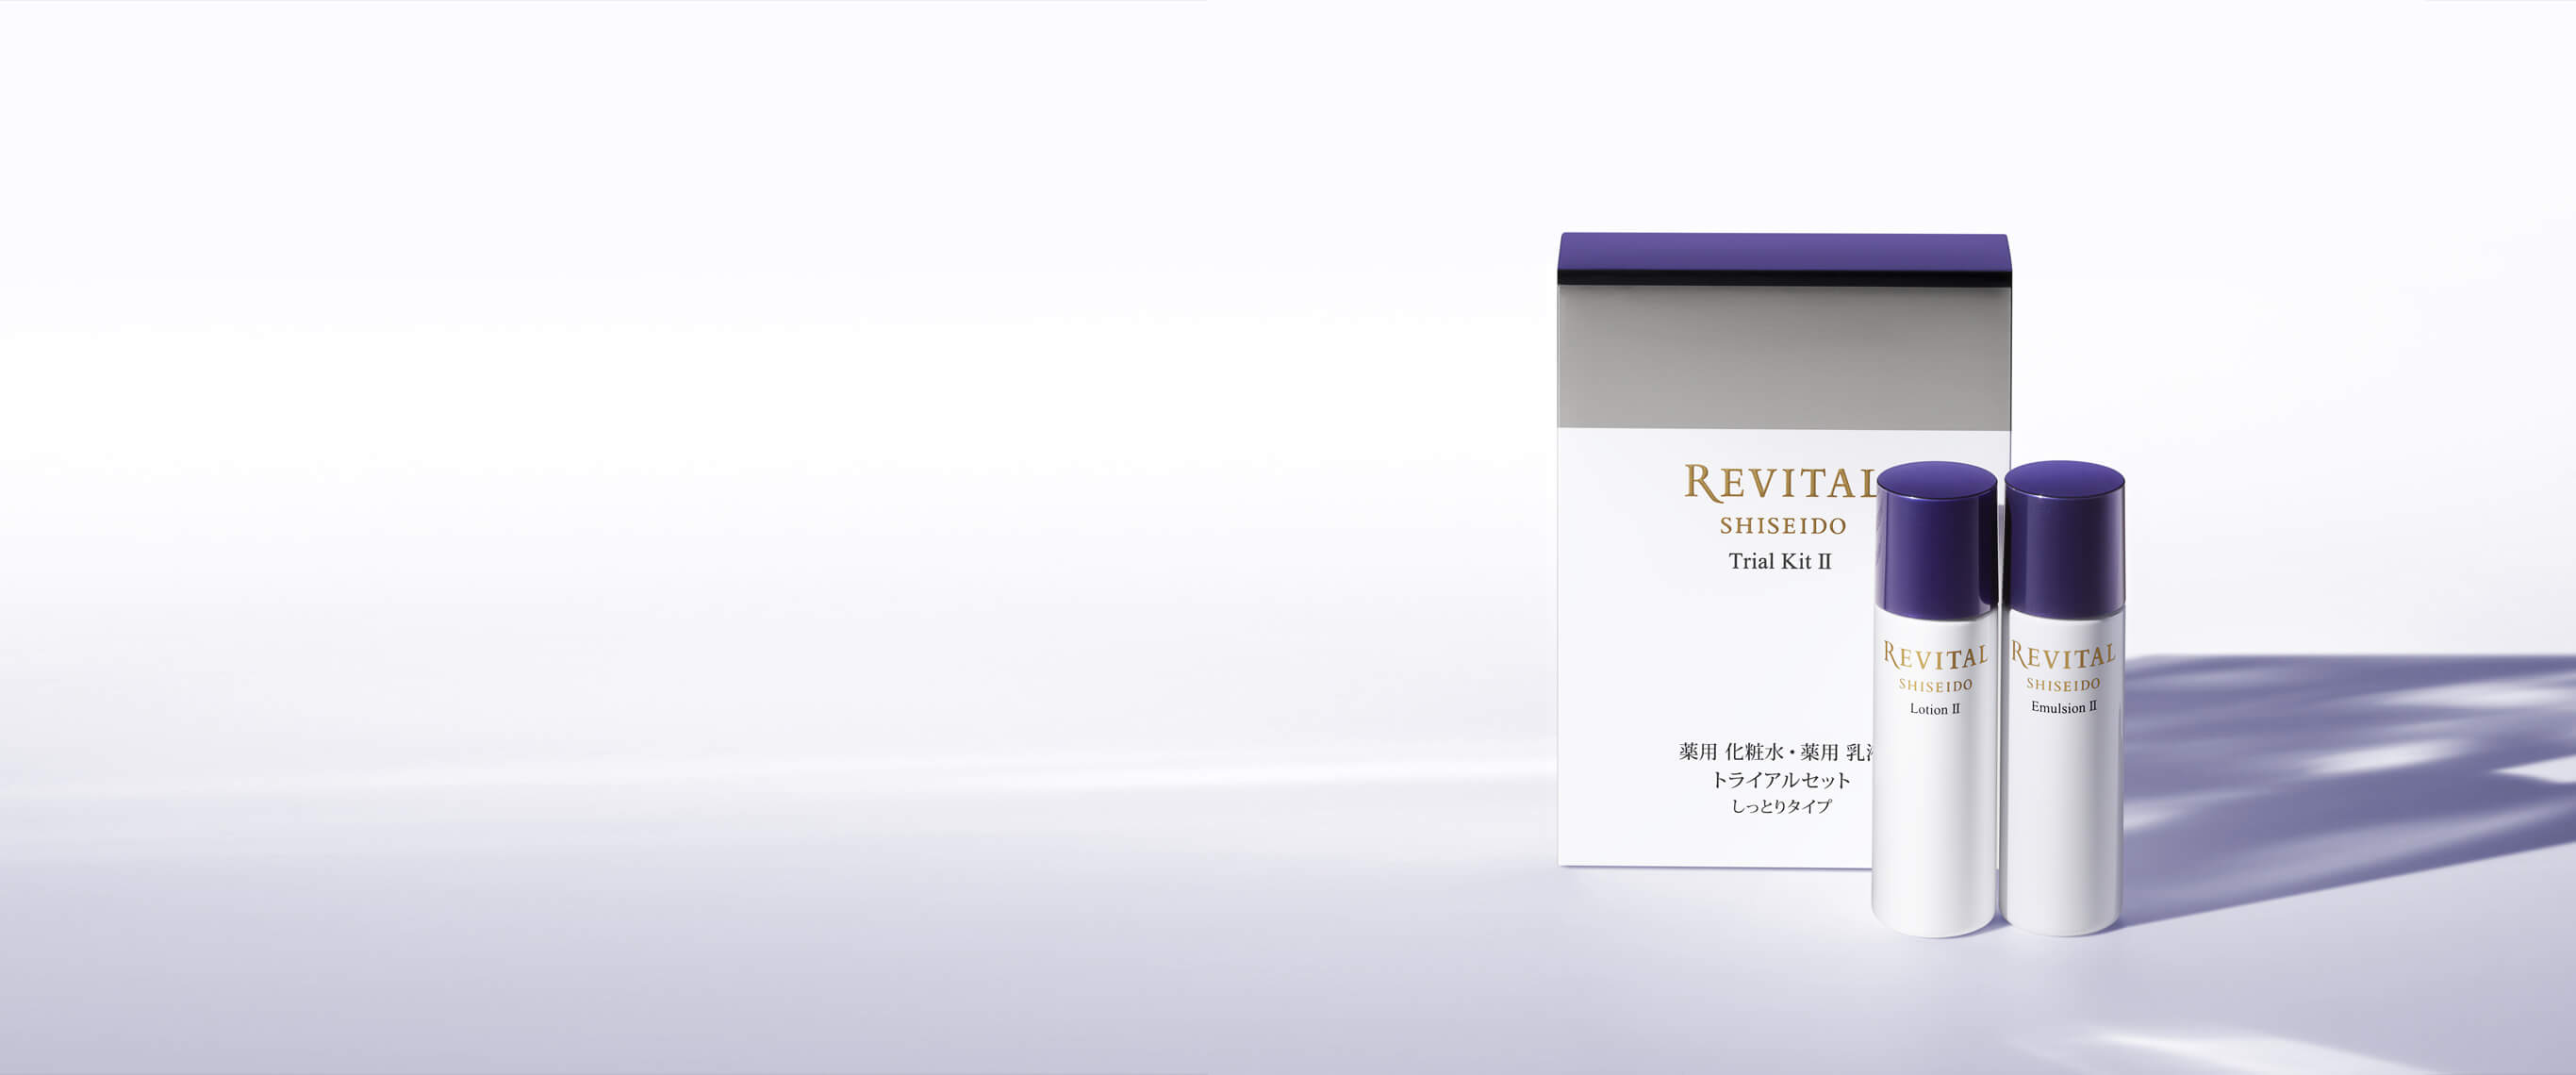 REVITAL
SHISEIDO
Trial Kit II
薬用 化粧水・薬用
トライアルセット
しっとりタイプ
REVITAL
SHISEIDO
Lotion II
REVITAL
SHISEIDO
Emulsion II